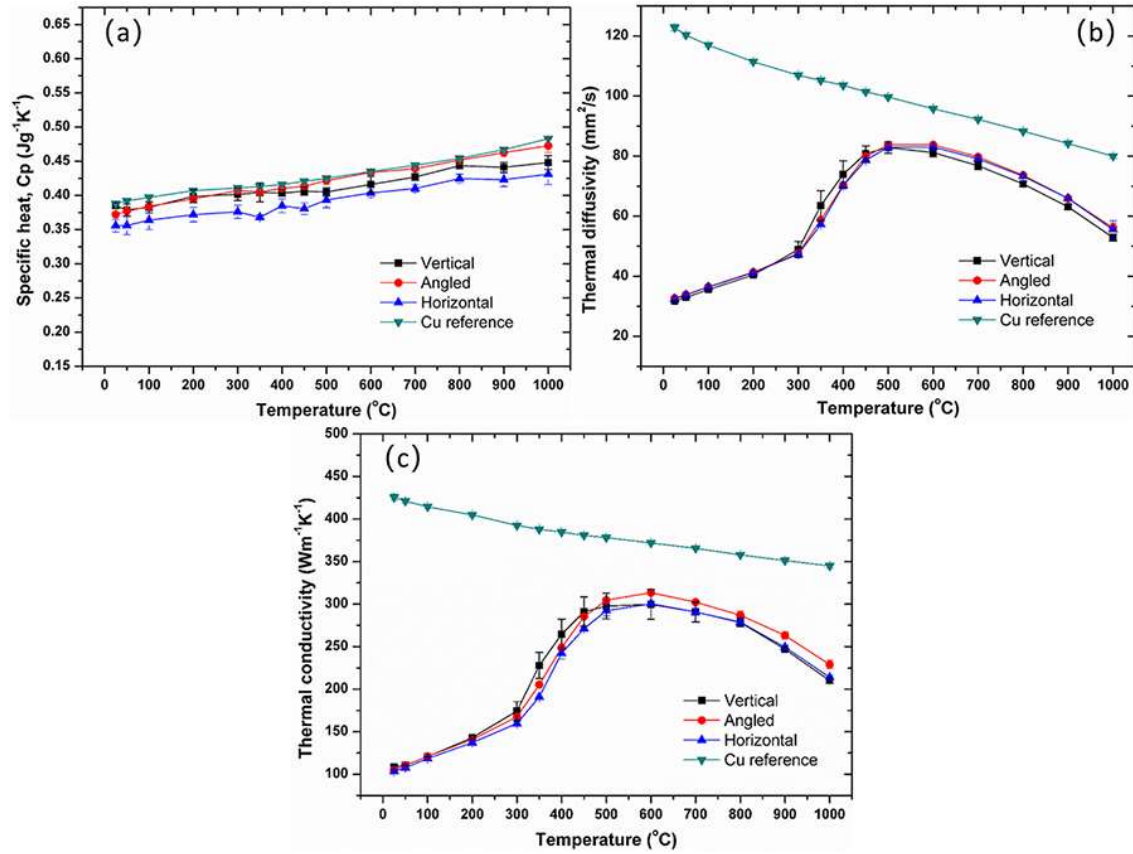 (a)
Specific heat, Cp (Jg⁻¹K⁻¹)
0.65
0.60
0.55
0.50
0.45
0.40
0.35
0.30
0.25
0.20
0.15
Vertical
Angled
Horizontal
Cu reference
0 100 200 300 400 500 600 700 800 900 1000
Temperature (°C)
(b)
Thermal diffusivity (mm²/s)
120
100
80
60
40
20
Vertical
Angled
Horizontal
Cu reference
0 100 200 300 400 500 600 700 800 900 1000
Temperature (°C)
(c)
Thermal conductivity (Wm⁻¹K⁻¹)
500
450
400
350
300
250
200
150
100
Vertical
Angled
Horizontal
Cu reference
0 100 200 300 400 500 600 700 800 900 1000
Temperature (°C)